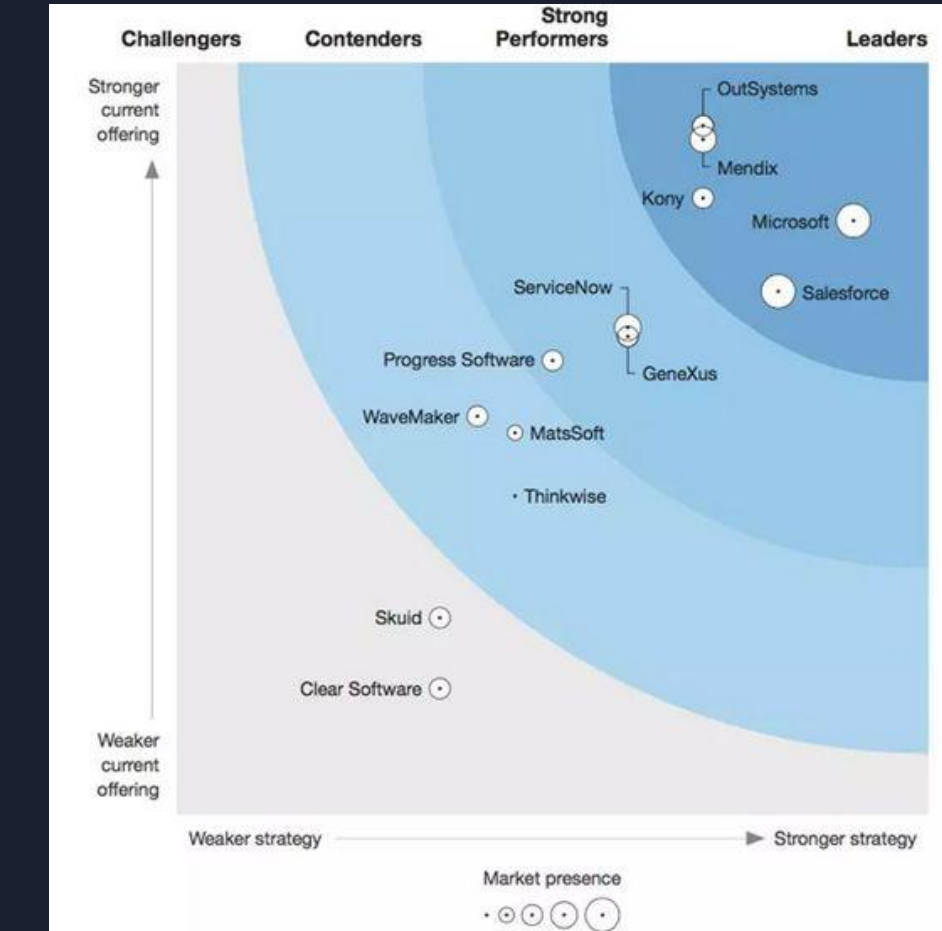 Challengers
Contenders
Strong
Performers
Leaders
Stronger
current
offering
OutSystems
Mendix
Kony
Microsoft
Salesforce
ServiceNow
GeneXus
Progress Software
WaveMaker
MatsSoft
Thinkwise
Skuid
Clear Software
Weaker
current
offering
Weaker strategy
Stronger strategy
Market presence